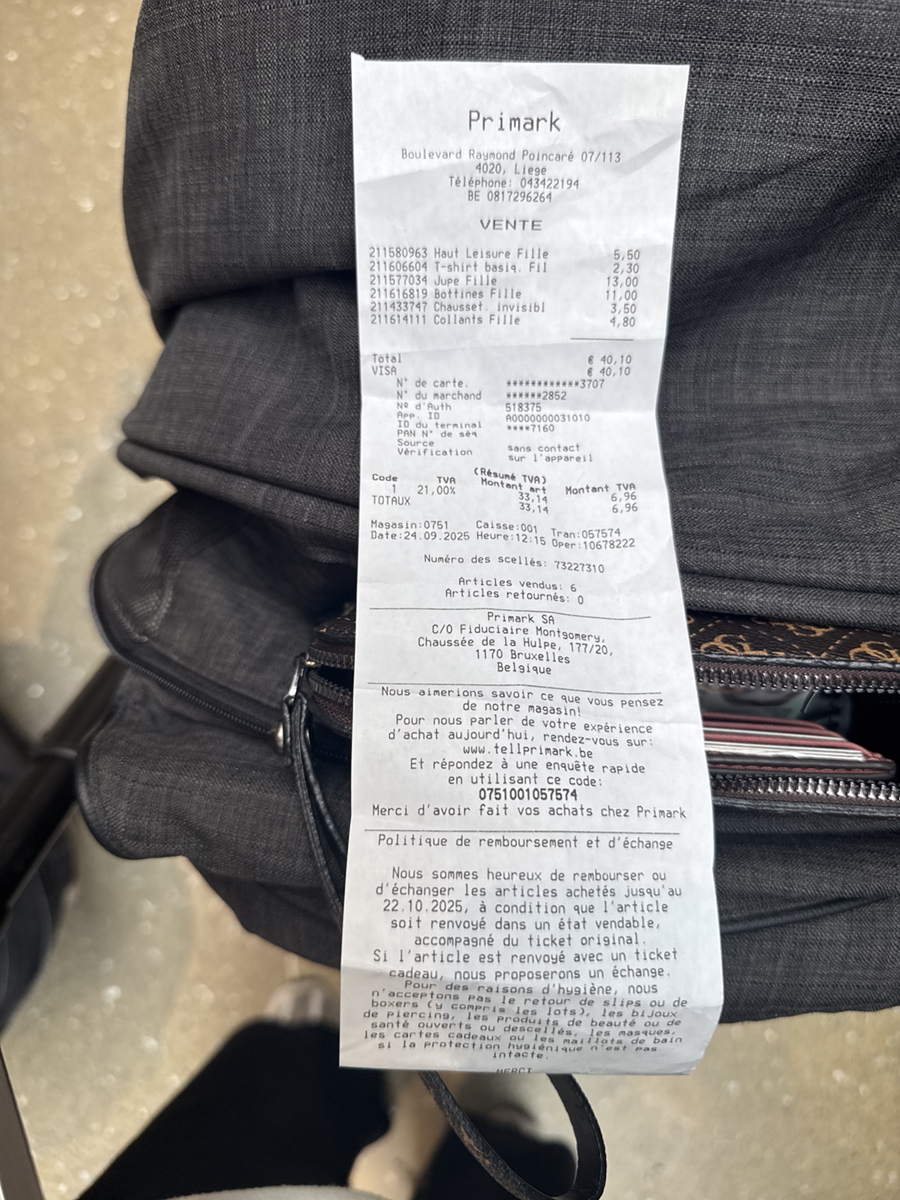 Primark
Boulevard Raymond Poincaré 07/113
4020, Liege
Téléphone: 043422194
BE 0817296264
VENTE
211580963 Haut Leisure Fille 5,50
211606604 T-shirt basiq. Fil 2,30
211577034 Jupe Fille 13,00
211616819 Bottines Fille 11,00
211433747 Chausset. invisibl 3,50
211614111 Collants Fille 4,80
Total € 40,10
VISA € 40,10
N° de carte. ************3707
N° du marchand ******2852
Nº d'Auth 518375
App. ID A0000000031010
ID du terminal ****7160
PAN N° de séq
Source sans contact
Vérification sur l'appareil
(Résumé TVA)
Code TVA Montant art Montant TVA
1 21,00% 33,14 6,96
TOTAUX 33,14 6,96
Magasin:0751 Caisse:001 Tran:057574
Date:24.09.2025 Heure:12:15 Oper:10678222
Numéro des scellés: 73227310
Articles vendus: 6
Articles retournés: 0
Primark SA
C/O Fiduciaire Montgomery,
Chaussée de la Hulpe, 177/20,
1170 Bruxelles
Belgique
Nous aimerions savoir ce que vous pensez
de notre magasin!
Pour nous parler de votre expérience
d'achat aujourd'hui, rendez-vous sur:
www.tellprimark.be
Et répondez à une enquête rapide
en utilisant ce code:
0751001057574
Merci d'avoir fait vos achats chez Primark
Politique de remboursement et d'échange
Nous sommes heureux de rembourser ou
d'échanger les articles achetés jusqu'au
22.10.2025, à condition que l'article
soit renvoyé dans un état vendable,
accompagné du ticket original.
Si l'article est renvoyé avec un ticket
cadeau, nous proposerons un échange.
Pour des raisons d'hygiène, nous
n'acceptons pas le retour de slips ou de
boxers (y compris les lots), les bijoux
de piercing, les produits de beauté ou de
santé ouverts ou descellés, les masques,
les cartes cadeaux ou les maillots de bain
si la protection hygiénique n'est pas
intacte.
MERCI